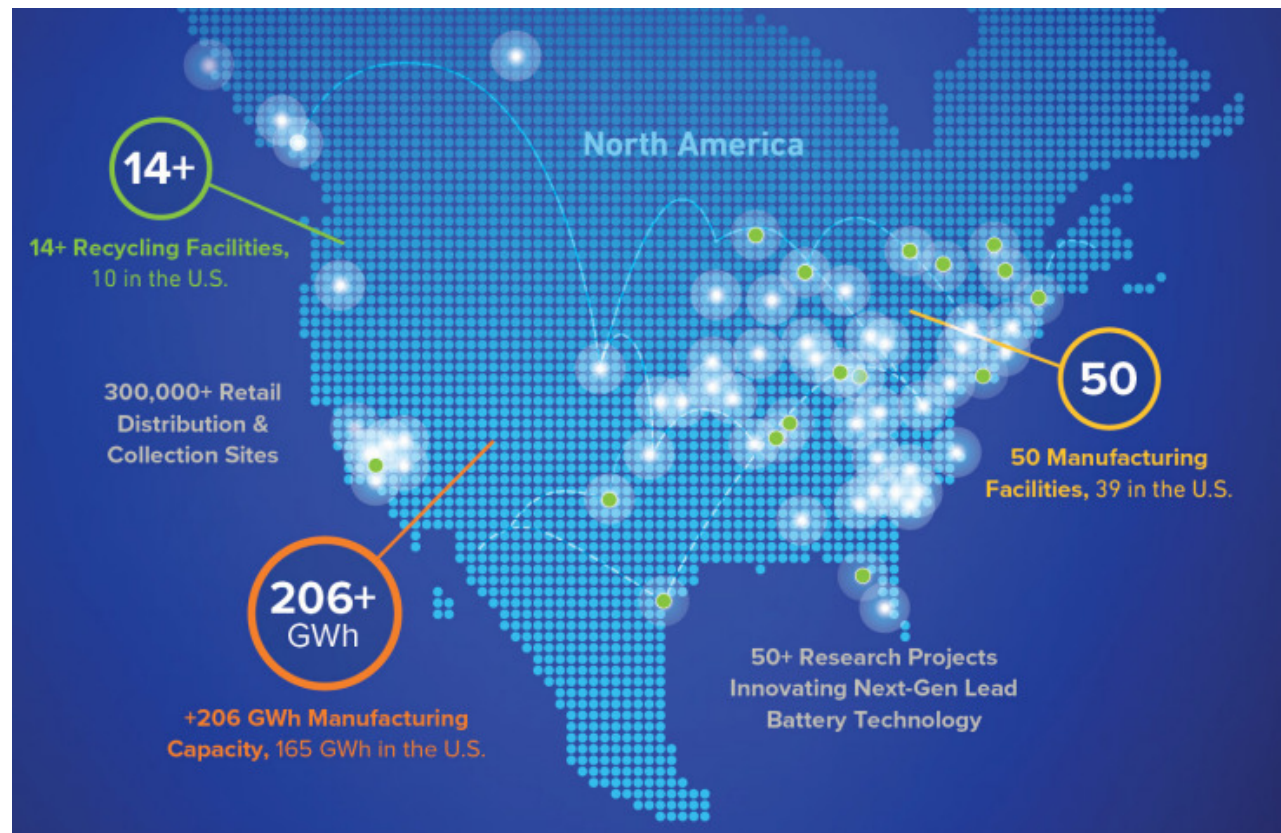 North America
14+
14+ Recycling Facilities,
10 in the U.S.
300,000+ Retail
Distribution &
Collection Sites
50
50 Manufacturing
Facilities, 39 in the U.S.
206+
GWh
+206 GWh Manufacturing
Capacity, 165 GWh in the U.S.
50+ Research Projects
Innovating Next-Gen Lead
Battery Technology